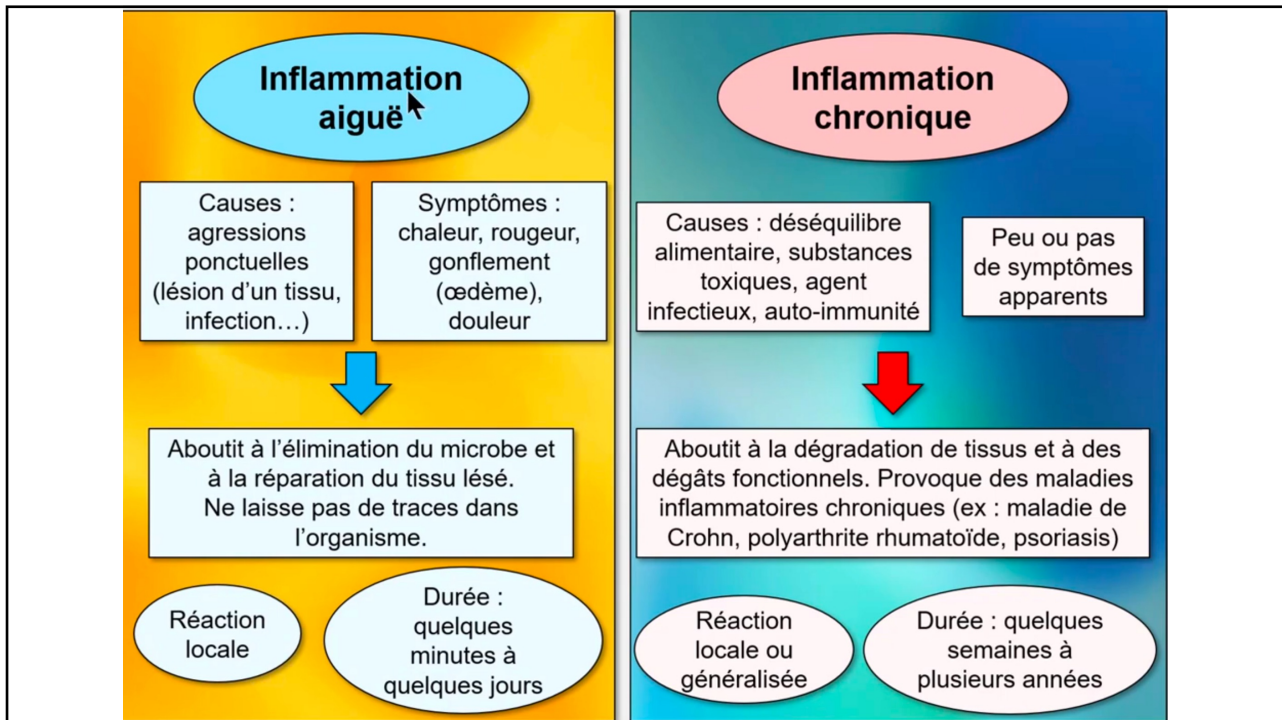 Inflammation
aiguë
Causes :
agressions
ponctuelles
(lésion d'un tissu,
infection…)
Symptômes :
chaleur, rougeur,
gonflement
(œdème),
douleur
Aboutit à l'élimination du microbe et
à la réparation du tissu lésé.
Ne laisse pas de traces dans
l'organisme.
Réaction
locale
Durée :
quelques
minutes à
quelques jours
Inflammation
chronique
Causes : déséquilibre
alimentaire, substances
toxiques, agent
infectieux, auto-immunité
Peu ou pas
de symptômes
apparents
Aboutit à la dégradation de tissus et à des
dégâts fonctionnels. Provoque des maladies
inflammatoires chroniques (ex : maladie de
Crohn, polyarthrite rhumatoïde, psoriasis)
Réaction
locale ou
généralisée
Durée : quelques
semaines à
plusieurs années